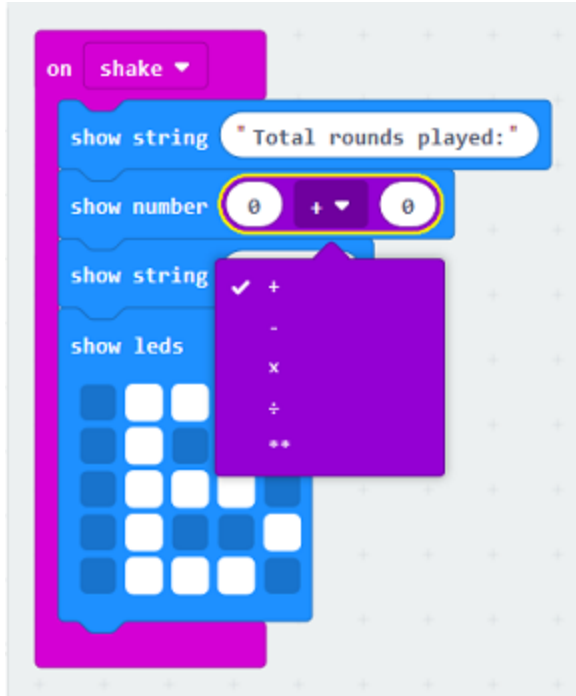 on shake
show string "Total rounds played:"
show number 0 + 0
show string
+
-
x
÷
**
show leds